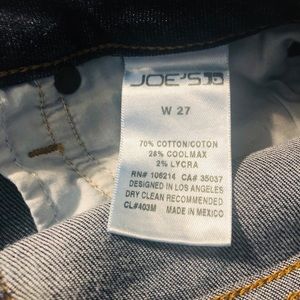 JOE'S
W 27
70% COTTON/COTON
28% COOLMAX
2% LYCRA
RN# 106214 CA# 35037
DESIGNED IN LOS ANGELES
DRY CLEAN RECOMMENDED
CL#403M MADE IN MEXICO